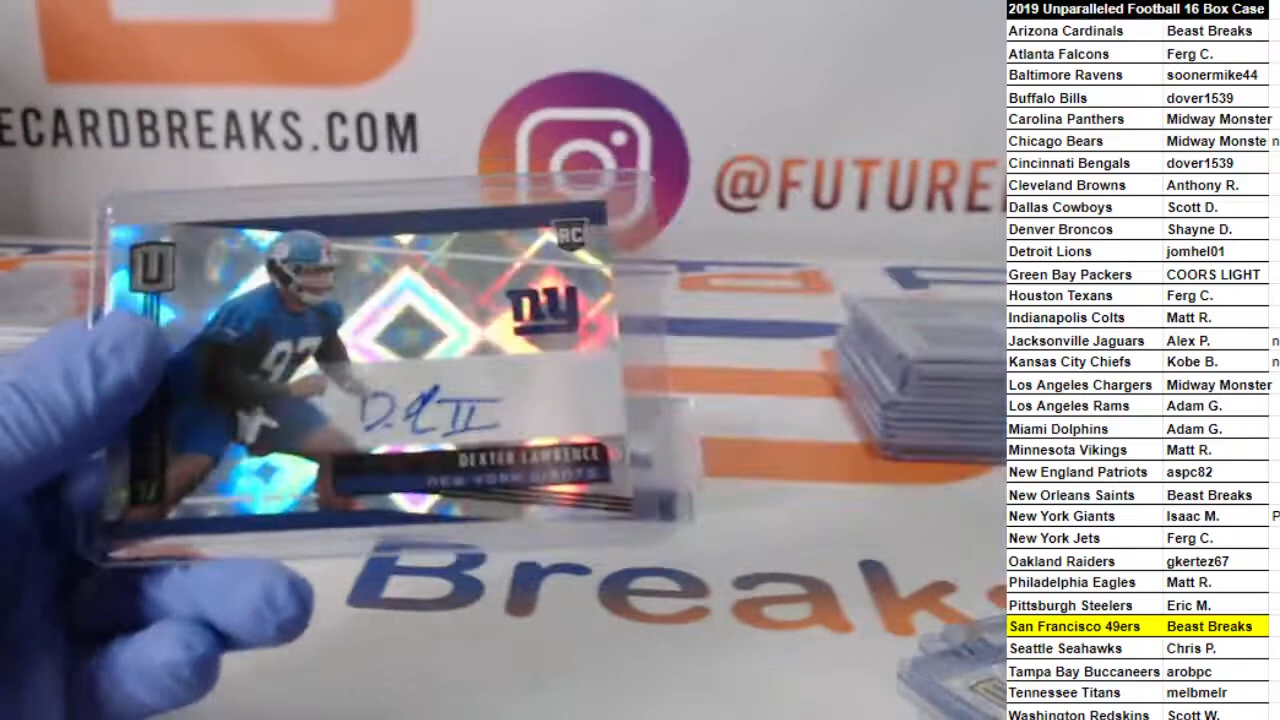 ECARDBREAKS.COM
@FUTURE
U
RC
ny
97
DEXTER LAWRENCE
NEW YORK GIANTS
Breaks
2019 Unparalleled Football 16 Box Case
Arizona Cardinals Beast Breaks
Atlanta Falcons Ferg C.
Baltimore Ravens soonermike44
Buffalo Bills dover1539
Carolina Panthers Midway Monster
Chicago Bears Midway Monste n
Cincinnati Bengals dover1539
Cleveland Browns Anthony R.
Dallas Cowboys Scott D.
Denver Broncos Shayne D.
Detroit Lions jomhel01
Green Bay Packers COORS LIGHT
Houston Texans Ferg C.
Indianapolis Colts Matt R.
Jacksonville Jaguars Alex P. n
Kansas City Chiefs Kobe B. n
Los Angeles Chargers Midway Monster
Los Angeles Rams Adam G.
Miami Dolphins Adam G.
Minnesota Vikings Matt R.
New England Patriots aspc82
New Orleans Saints Beast Breaks
New York Giants Isaac M. P
New York Jets Ferg C.
Oakland Raiders gkertez67
Philadelphia Eagles Matt R.
Pittsburgh Steelers Eric M.
San Francisco 49ers Beast Breaks
Seattle Seahawks Chris P.
Tampa Bay Buccaneers arobpc
Tennessee Titans melbmelr
Washington Redskins Scott W.